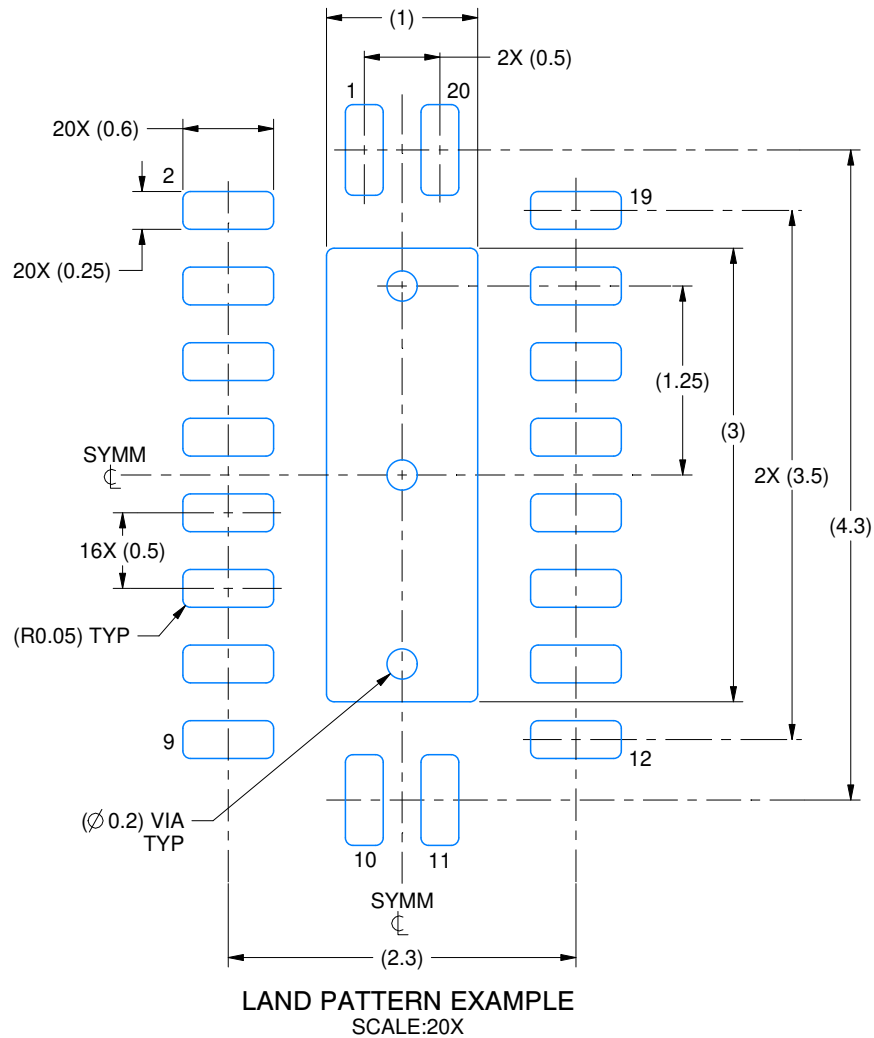 (1)
2X (0.5)
1
20
20X (0.6)
2
19
20X (0.25)
(1.25)
(3)
SYMM
℄
2X (3.5)
(4.3)
16X (0.5)
(R0.05) TYP
9
12
(∅ 0.2) VIA
TYP
10
11
SYMM
℄
(2.3)
LAND PATTERN EXAMPLE
SCALE:20X